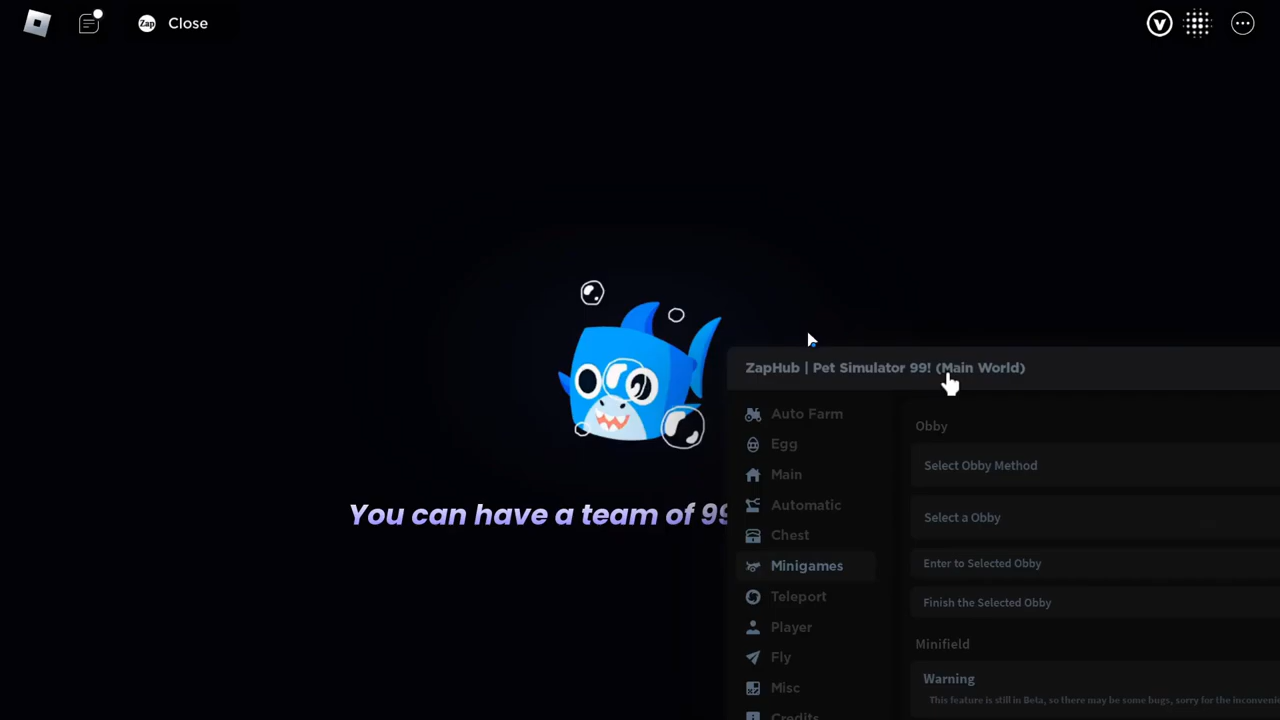 Zap Close
V
ZapHub | Pet Simulator 99! (Main World)
Auto Farm
Egg
Main
Automatic
Chest
Minigames
Teleport
Player
Fly
Misc
Credits
Obby
Select Obby Method
Select a Obby
Enter to Selected Obby
Finish the Selected Obby
Minifield
Warning
This feature is still in Beta, so there may be some bugs, sorry for the
You can have a team of 99